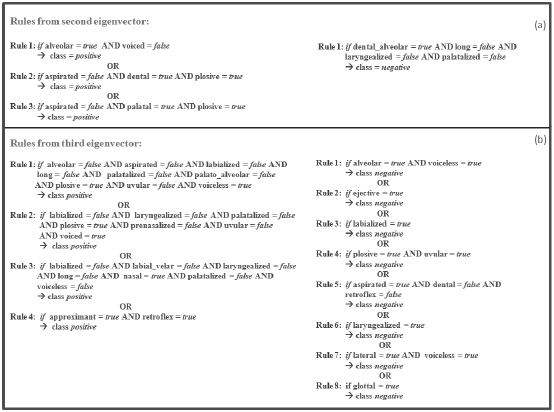 Rules from second eigenvector:
(a)
Rule 1: if alveolar = true AND voiced = false
→ class = positive
OR
Rule 2: if aspirated = false AND dental = true AND plosive = true
→ class = positive
OR
Rule 3: if aspirated = false AND palatal = true AND plosive = true
→ class = positive
Rule 1: if dental_alveolar = true AND long = false AND
laryngealized = false AND palatalized = false
→ class = negative
Rules from third eigenvector:
(b)
Rule 1: if alveolar = false AND aspirated = false AND labialized = false AND
long = false AND palatalized = false AND palato_alveolar = false
AND plosive = true AND uvular = false AND voiceless = true
→ class positive
OR
Rule 2: if labialized = false AND laryngealized = false AND palatalized = false
AND plosive = true AND prenasalized = false AND uvular = false
AND voiced = true
→ class positive
OR
Rule 3: if labialized = false AND labial_velar = false AND laryngealized = false
AND long = false AND nasal = true AND palatalized = false AND
voiceless = false
→ class positive
OR
Rule 4: if approximant = true AND retroflex = true
→ class positive
Rule 1: if alveolar = true AND voiceless = true
→ class negative
OR
Rule 2: if ejective = true
→ class negative
OR
Rule 3: if labialized = true
→ class negative
OR
Rule 4: if plosive = true AND uvular = true
→ class negative
OR
Rule 5: if aspirated = true AND dental = false AND
retroflex = false
→ class negative
OR
Rule 6: if laryngealized = true
→ class negative
OR
Rule 7: if lateral = true AND voiceless = true
→ class negative
OR
Rule 8: if glottal = true
→ class negative